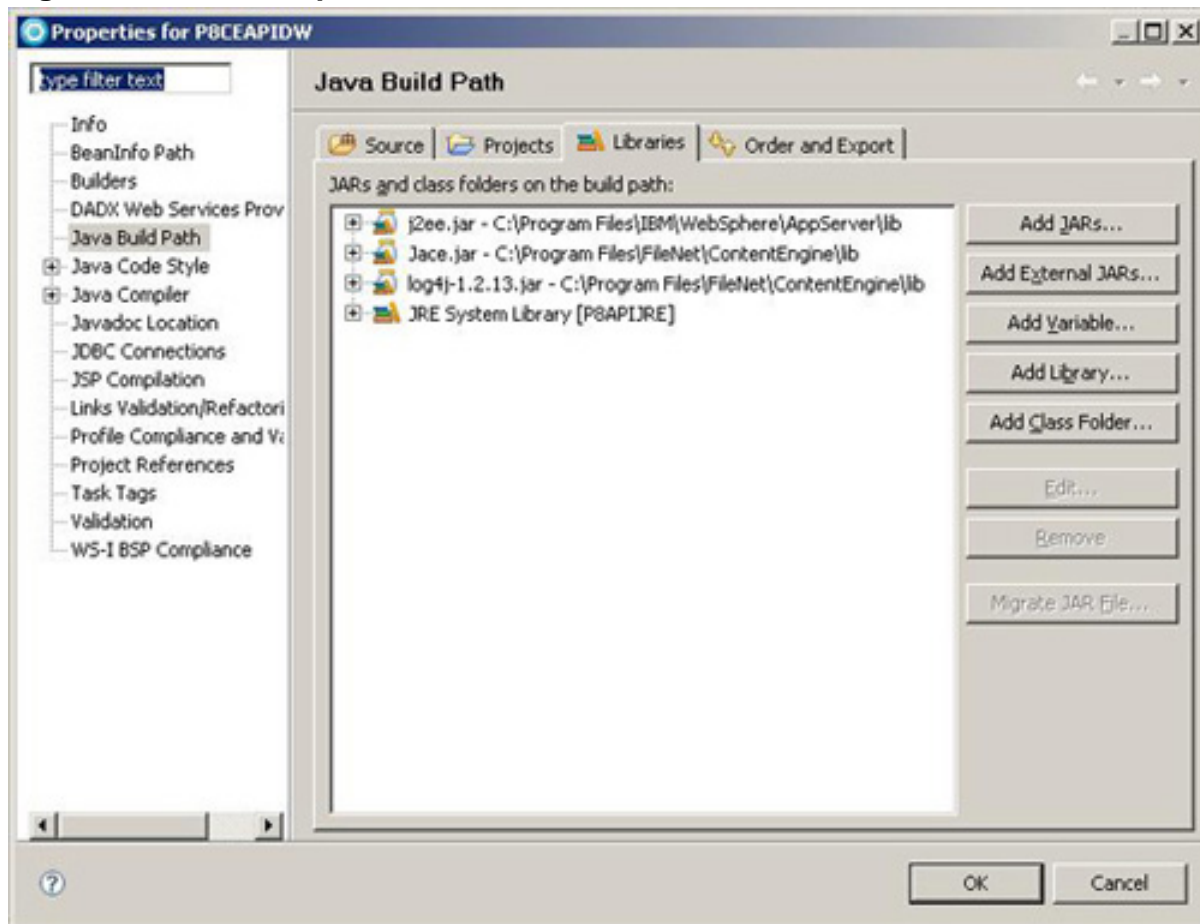 Properties for P8CEAPIDW
type filter text
Info
BeanInfo Path
Builders
DADX Web Services Prov
Java Build Path
Java Code Style
Java Compiler
Javadoc Location
JDBC Connections
JSP Compilation
Links Validation/Refactori
Profile Compliance and Va
Project References
Task Tags
Validation
WS-I BSP Compliance
Java Build Path
Source
Projects
Libraries
Order and Export
JARs and class folders on the build path:
j2ee.jar - C:\Program Files\IBM\WebSphere\AppServer\lib
Jace.jar - C:\Program Files\FileNet\ContentEngine\lib
log4j-1.2.13.jar - C:\Program Files\FileNet\ContentEngine\lib
JRE System Library [P8APIJRE]
Add JARs...
Add External JARs...
Add Variable...
Add Library...
Add Class Folder...
Edit...
Remove
Migrate JAR File...
OK
Cancel